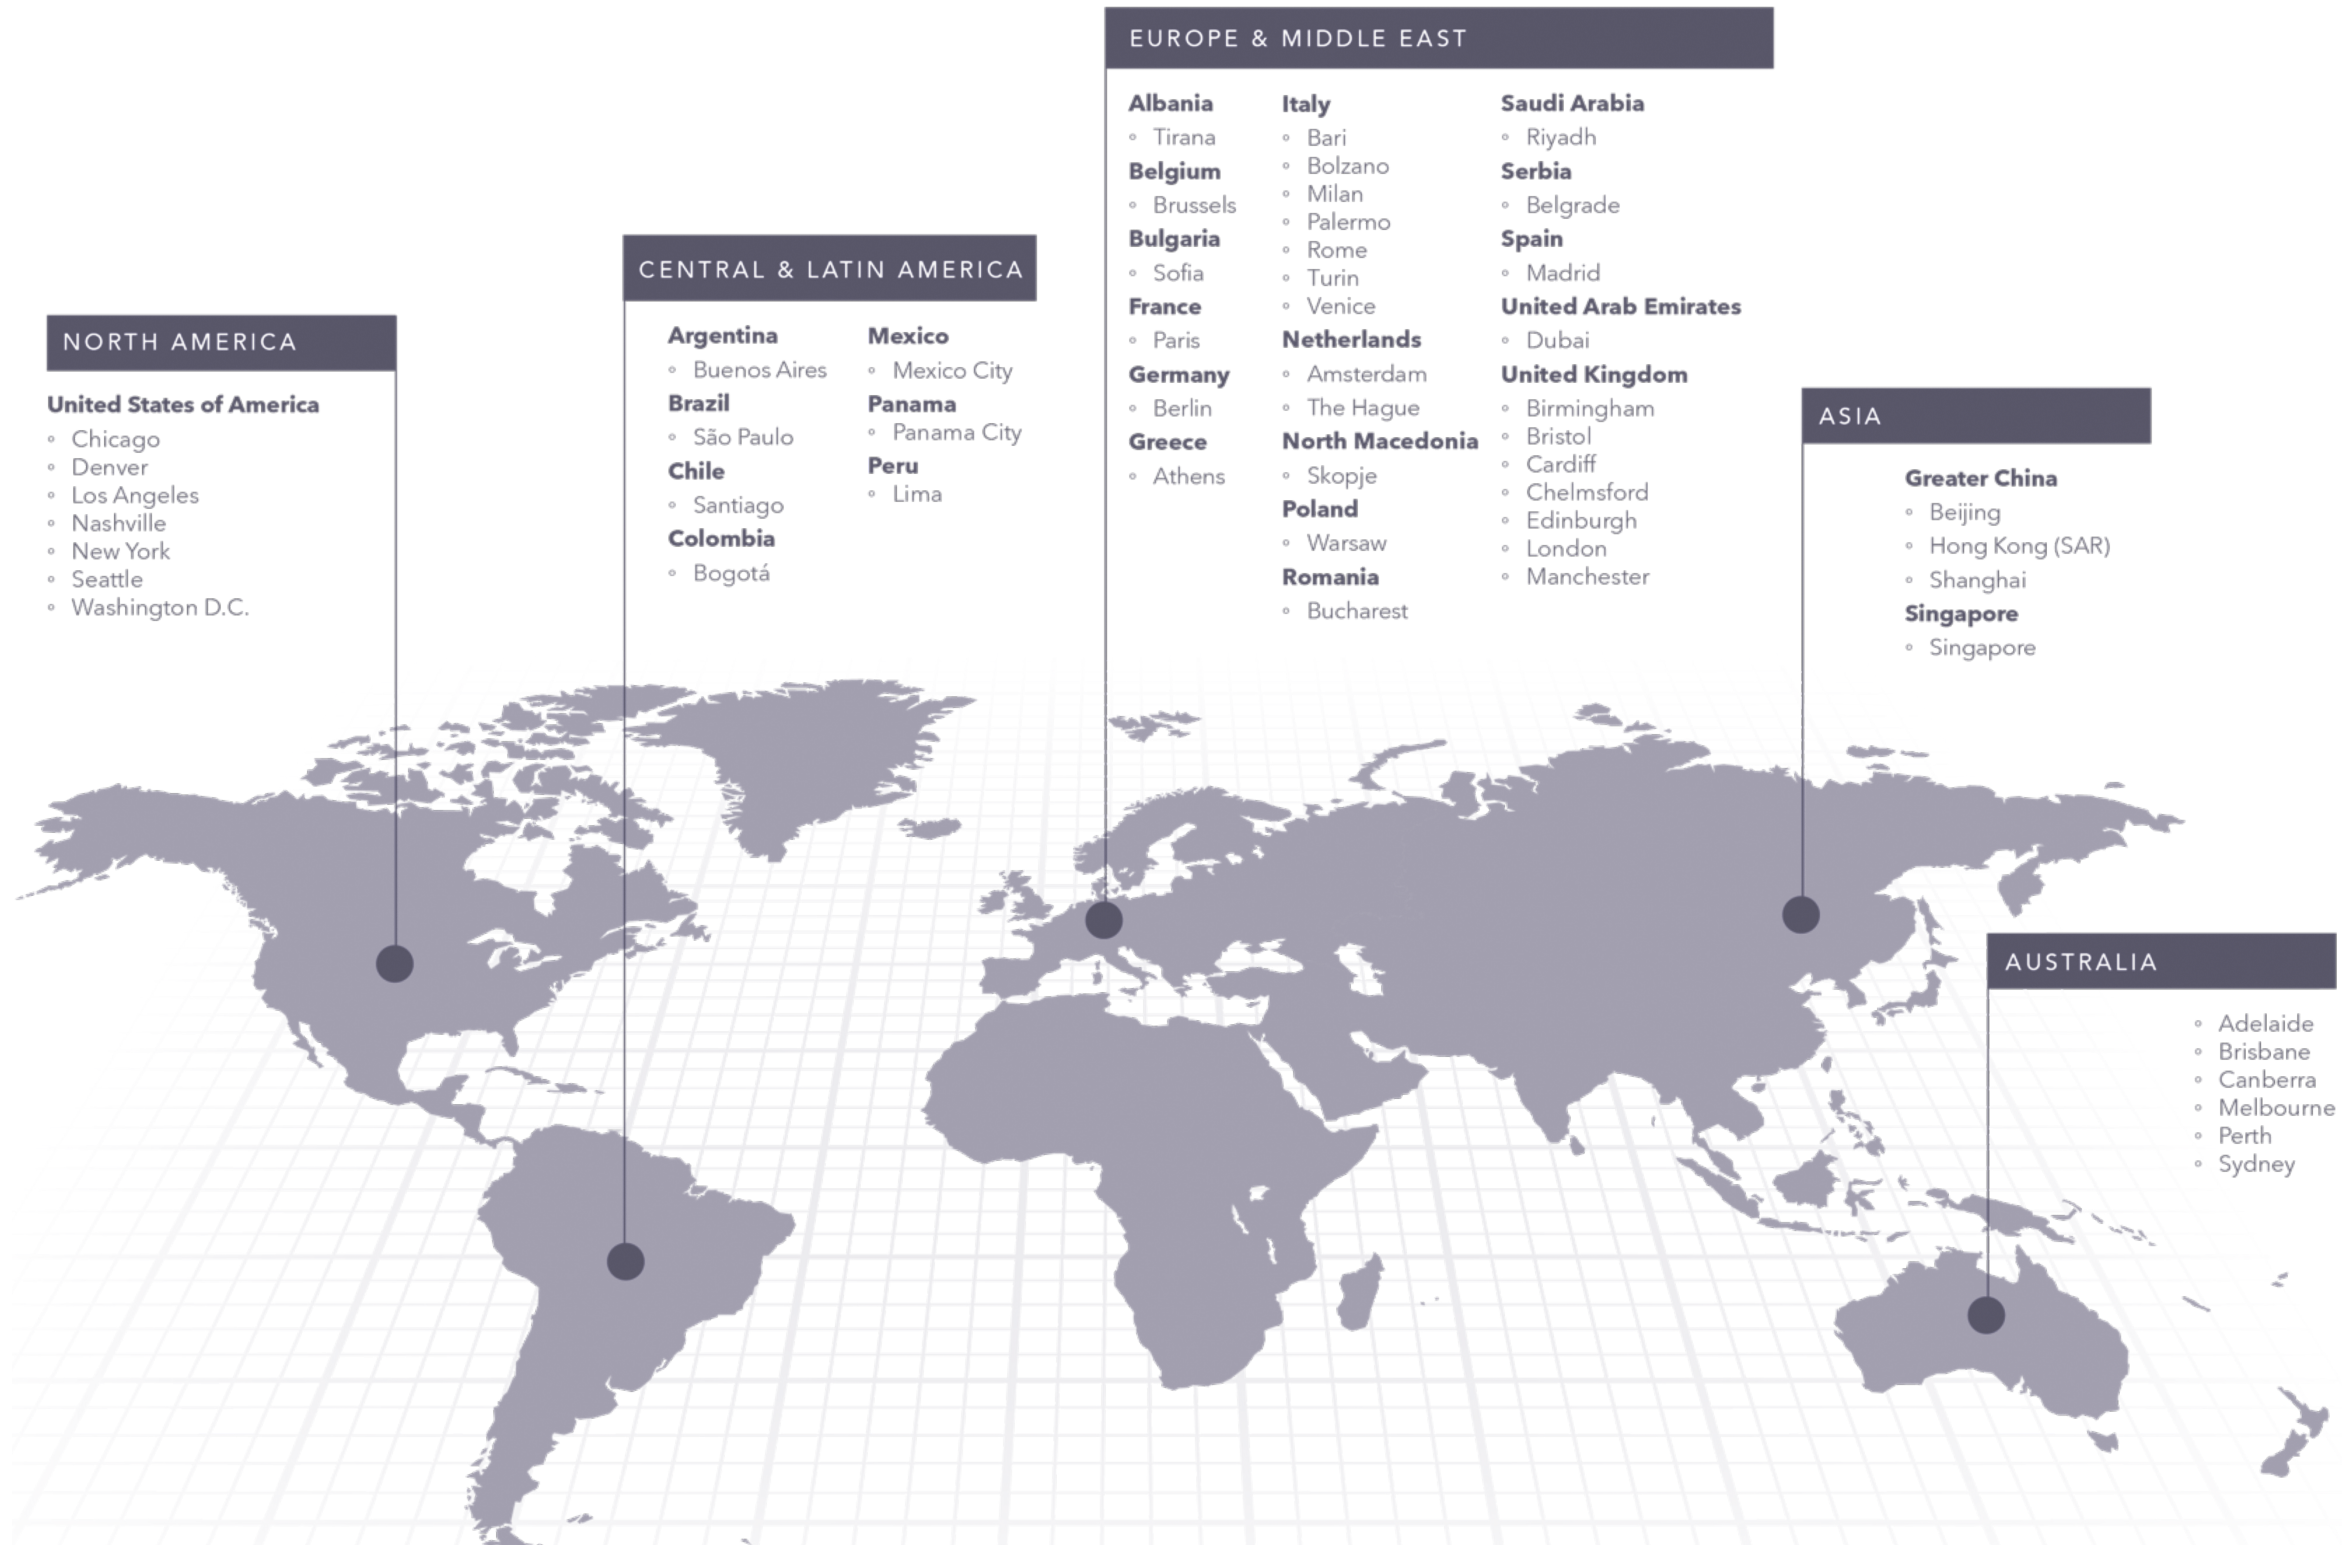 EUROPE & MIDDLE EAST
Albania
Tirana
Belgium
Brussels
Bulgaria
Sofia
France
Paris
Germany
Berlin
Greece
Athens
Italy
Bari
Bolzano
Milan
Palermo
Rome
Turin
Venice
Netherlands
Amsterdam
The Hague
North Macedonia
Skopje
Poland
Warsaw
Romania
Bucharest
Saudi Arabia
Riyadh
Serbia
Belgrade
Spain
Madrid
United Arab Emirates
Dubai
United Kingdom
Birmingham
Bristol
Cardiff
Chelmsford
Edinburgh
London
Manchester
CENTRAL & LATIN AMERICA
Argentina
Buenos Aires
Brazil
São Paulo
Chile
Santiago
Colombia
Bogotá
Mexico
Mexico City
Panama
Panama City
Peru
Lima
NORTH AMERICA
United States of America
Chicago
Denver
Los Angeles
Nashville
New York
Seattle
Washington D.C.
ASIA
Greater China
Beijing
Hong Kong (SAR)
Shanghai
Singapore
Singapore
AUSTRALIA
Adelaide
Brisbane
Canberra
Melbourne
Perth
Sydney